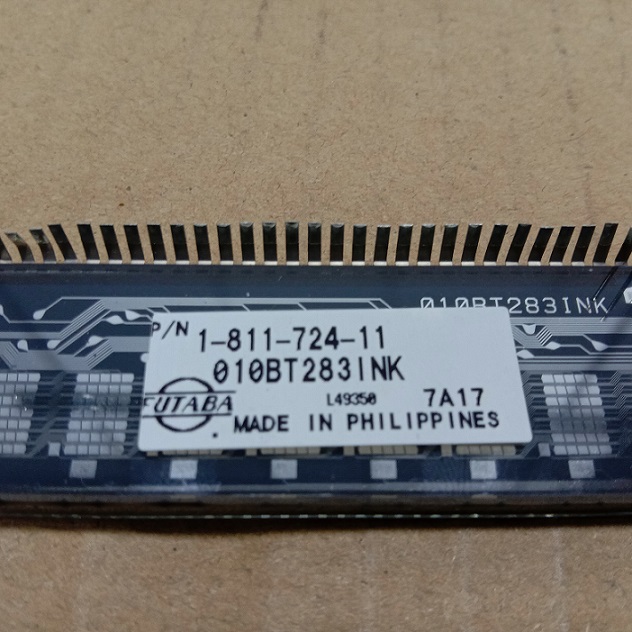 010BT283INK
P/N 1-811-724-11
010BT283INK
FUTABA L49350 7A17
MADE IN PHILIPPINES